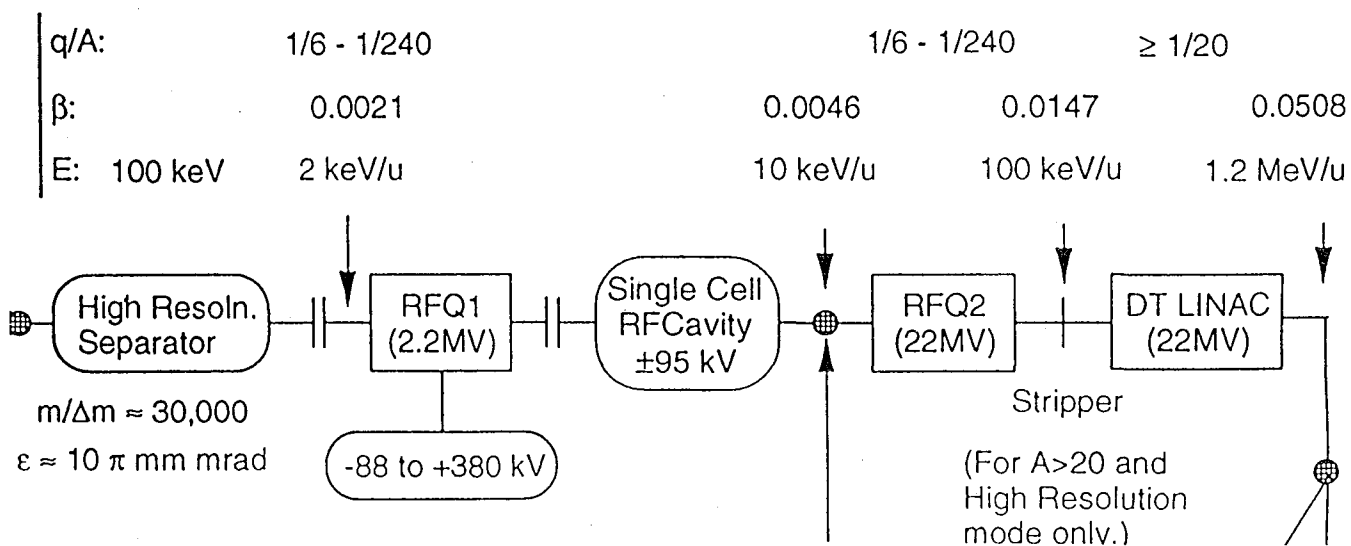 q/A: 1/6 - 1/240 1/6 - 1/240 ≥ 1/20
β: 0.0021 0.0046 0.0147 0.0508
E: 100 keV 2 keV/u 10 keV/u 100 keV/u 1.2 MeV/u
High Resoln.
Separator
RFQ1
(2.2MV)
Single Cell
RFCavity
±95 kV
RFQ2
(22MV)
DT LINAC
(22MV)
m/Δm ≈ 30,000
ε ≈ 10 π mm mrad
-88 to +380 kV
Stripper
(For A>20 and
High Resolution
mode only.)